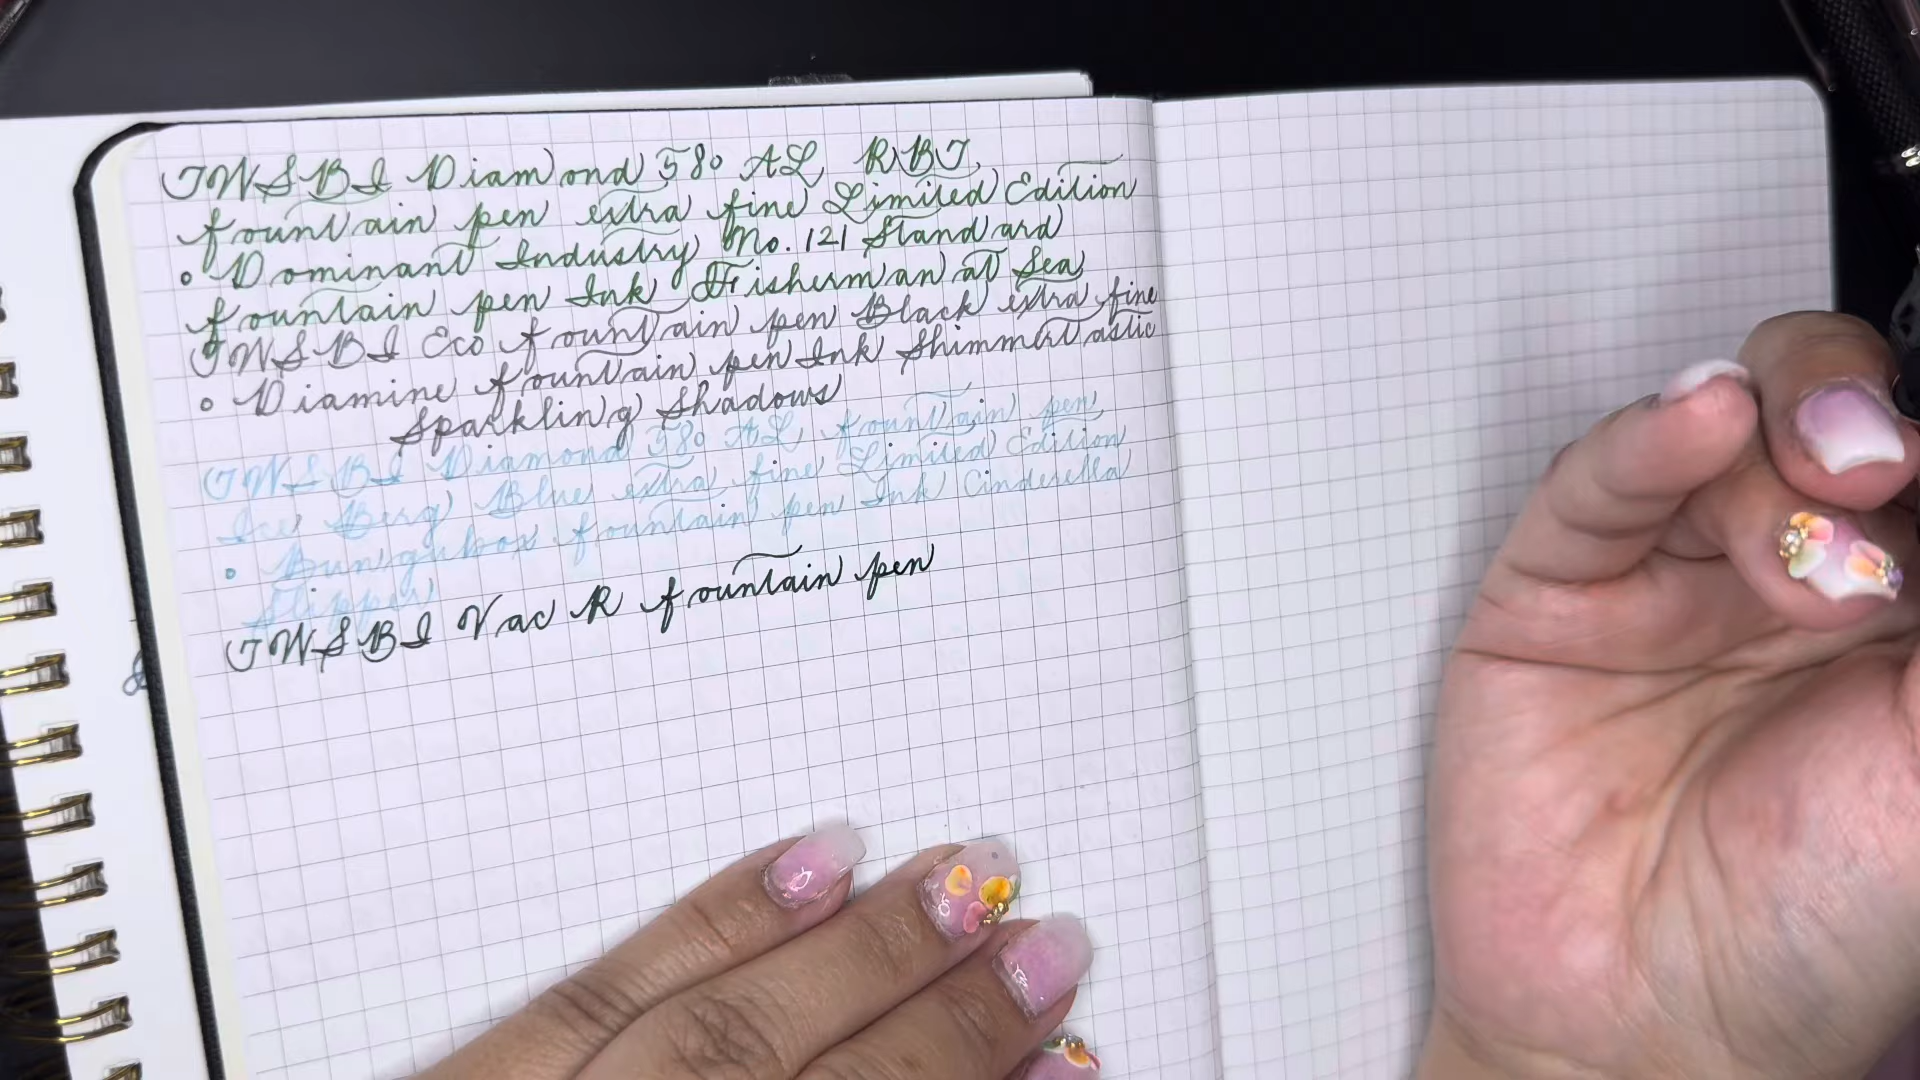 TWSBI Diamond 580 AL, RBT,
fountain pen extra fine Limited Edition
• Dominant Industry No. 121 Standard
fountain pen Ink Fisherman at Sea
TWSBI Eco fountain pen Black extra fine
• Diamine fountain pen Ink Shimmertastic
Sparkling Shadows
TWSBI Diamond 580 AL, fountain pen,
Ice Berg Blue extra fine Limited Edition
• Bungubox fountain pen Ink Cinderella
Slipper
TWSBI Vac R fountain pen